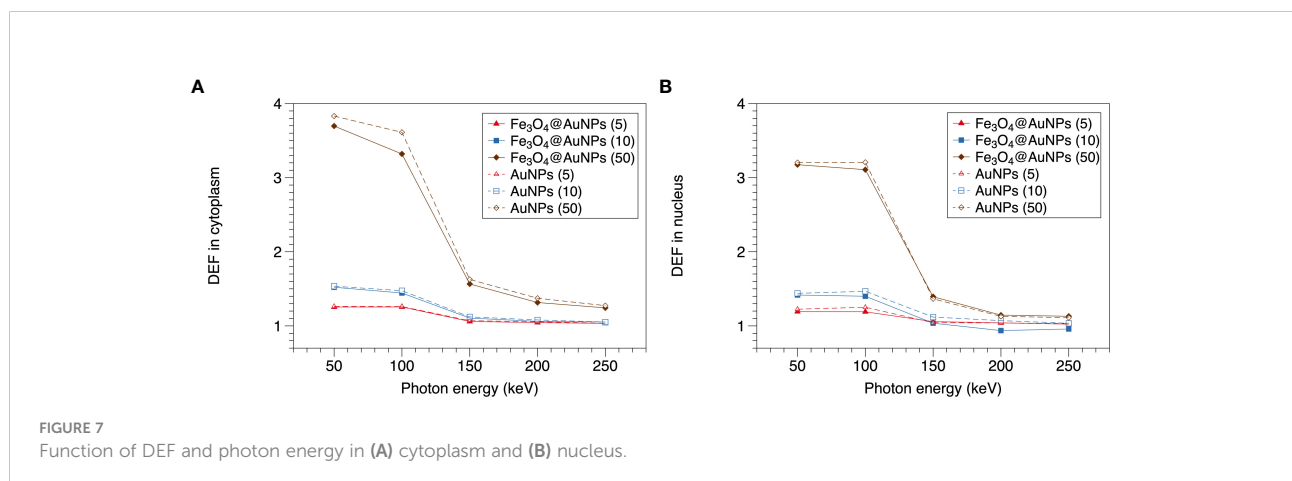 A
DEF in cytoplasm
4
3
2
1
50 100 150 200 250
Photon energy (keV)
Fe₃O₄@AuNPs (5)
Fe₃O₄@AuNPs (10)
Fe₃O₄@AuNPs (50)
AuNPs (5)
AuNPs (10)
AuNPs (50)
B
DEF in nucleus
4
3
2
1
50 100 150 200 250
Photon energy (keV)
Fe₃O₄@AuNPs (5)
Fe₃O₄@AuNPs (10)
Fe₃O₄@AuNPs (50)
AuNPs (5)
AuNPs (10)
AuNPs (50)
FIGURE 7
Function of DEF and photon energy in (A) cytoplasm and (B) nucleus.